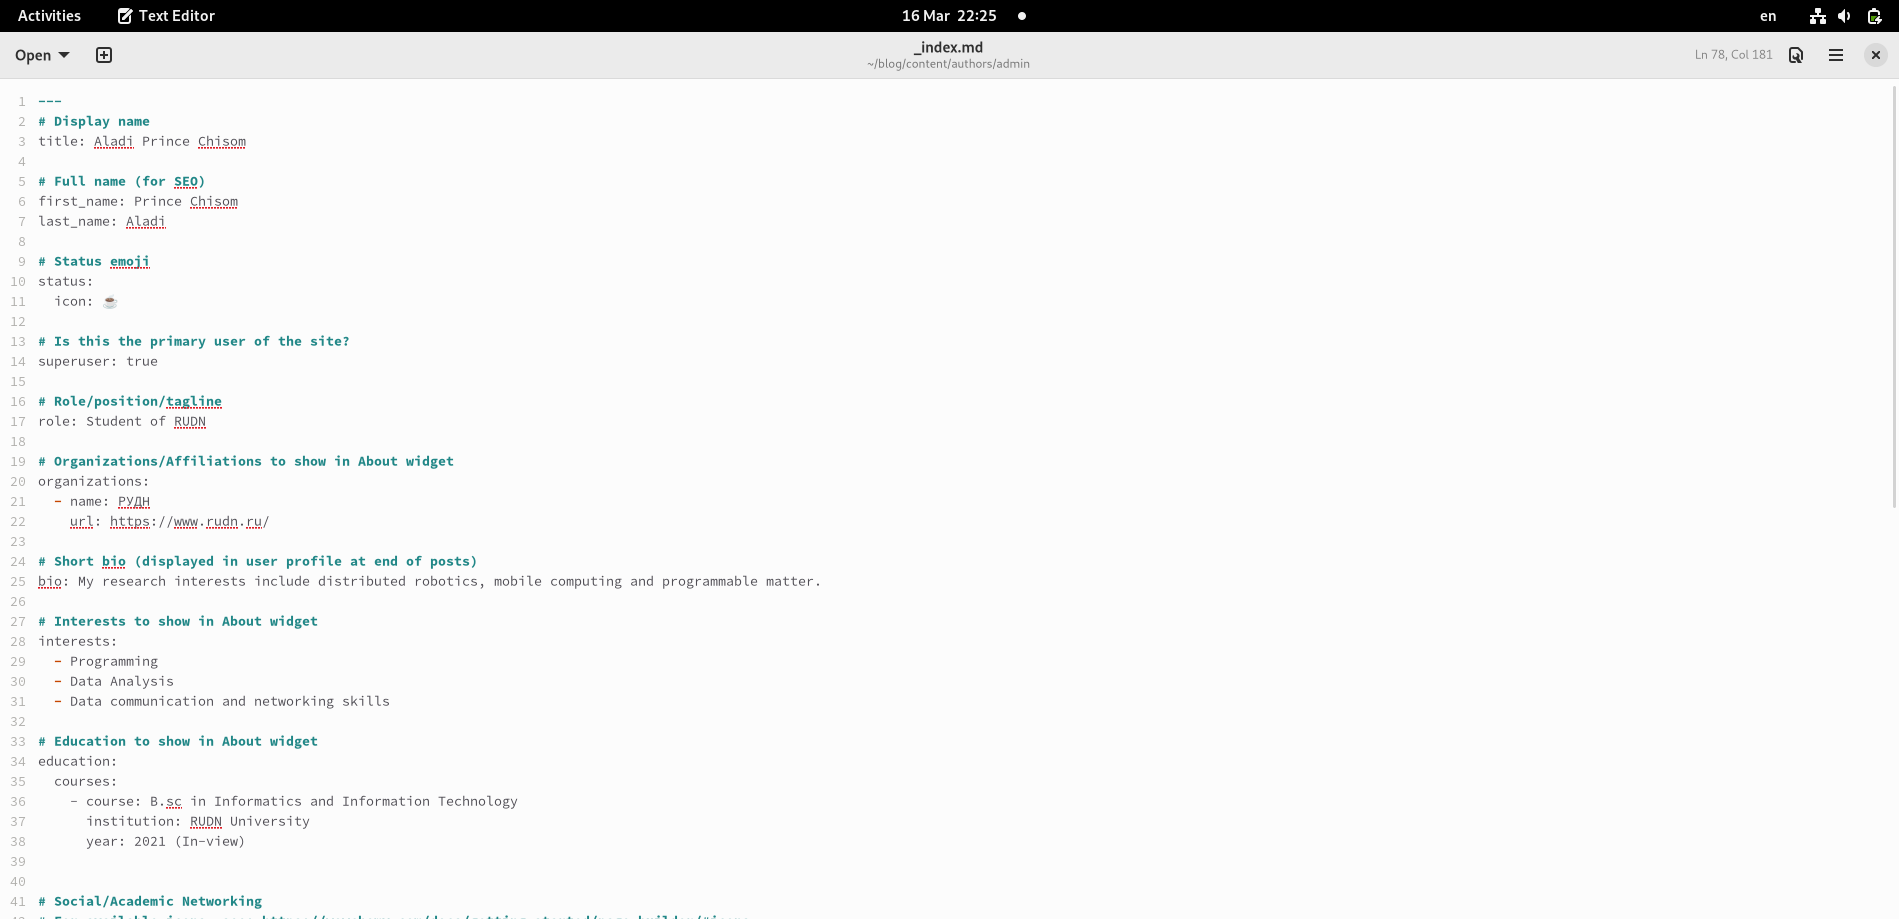 Activities Text Editor 16 Mar 22:25 en
Open _index.md Ln 78, Col 181
~/blog/content/authors/admin
1 ---
2 # Display name
3 title: Aladi Prince Chisom
4
5 # Full name (for SEO)
6 first_name: Prince Chisom
7 last_name: Aladi
8
9 # Status emoji
10 status:
11 icon: ☕
12
13 # Is this the primary user of the site?
14 superuser: true
15
16 # Role/position/tagline
17 role: Student of RUDN
18
19 # Organizations/Affiliations to show in About widget
20 organizations:
21 - name: РУДН
22 url: https://www.rudn.ru/
23
24 # Short bio (displayed in user profile at end of posts)
25 bio: My research interests include distributed robotics, mobile computing and programmable matter.
26
27 # Interests to show in About widget
28 interests:
29 - Programming
30 - Data Analysis
31 - Data communication and networking skills
32
33 # Education to show in About widget
34 education:
35 courses:
36 - course: B.sc in Informatics and Information Technology
37 institution: RUDN University
38 year: 2021 (In-view)
39
40
41 # Social/Academic Networking